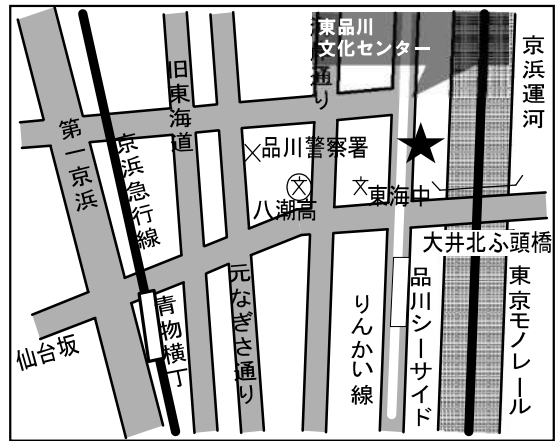 東品川
文化センター
京浜運河
通り
旧東海道
第一京浜
京浜急行線
品川警察署
文
文
東海中
八潮高
大井北ふ頭橋
元なぎさ通り
青物横丁
仙台坂
りんかい線
品川シーサイド
東京モノレール